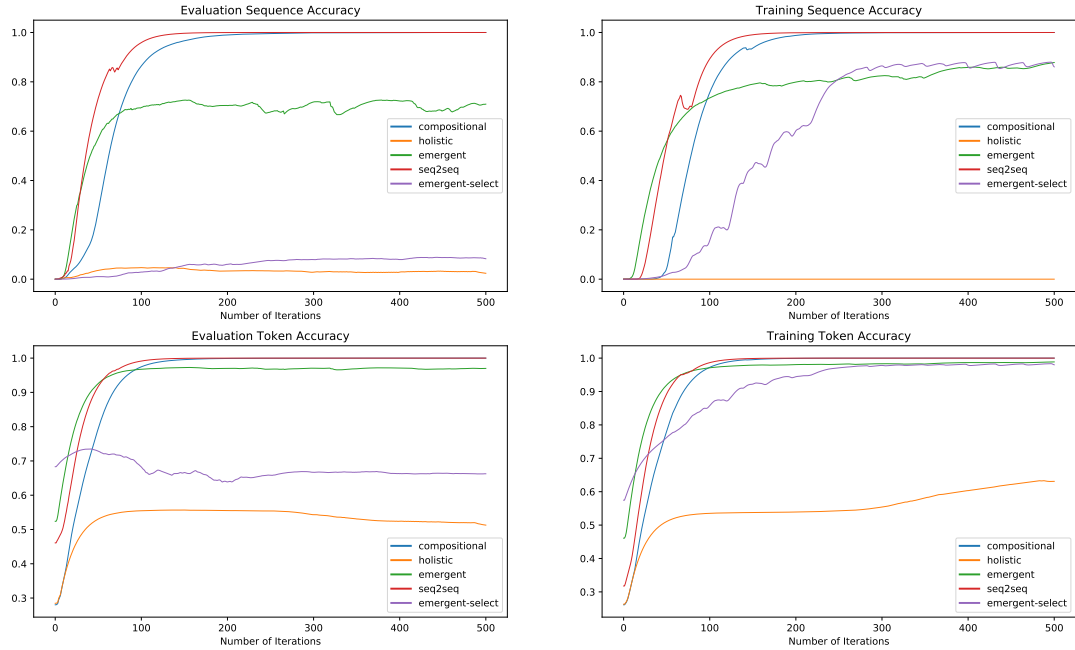 Evaluation Sequence Accuracy
1.0
0.8
0.6
0.4
0.2
0.0
compositional
holistic
emergent
seq2seq
emergent-select
0 100 200 300 400 500
Number of Iterations
Training Sequence Accuracy
1.0
0.8
0.6
0.4
0.2
0.0
compositional
holistic
emergent
seq2seq
emergent-select
0 100 200 300 400 500
Number of Iterations
Evaluation Token Accuracy
1.0
0.9
0.8
0.7
0.6
0.5
0.4
0.3
compositional
holistic
emergent
seq2seq
emergent-select
0 100 200 300 400 500
Number of Iterations
Training Token Accuracy
1.0
0.9
0.8
0.7
0.6
0.5
0.4
0.3
compositional
holistic
emergent
seq2seq
emergent-select
0 100 200 300 400 500
Number of Iterations